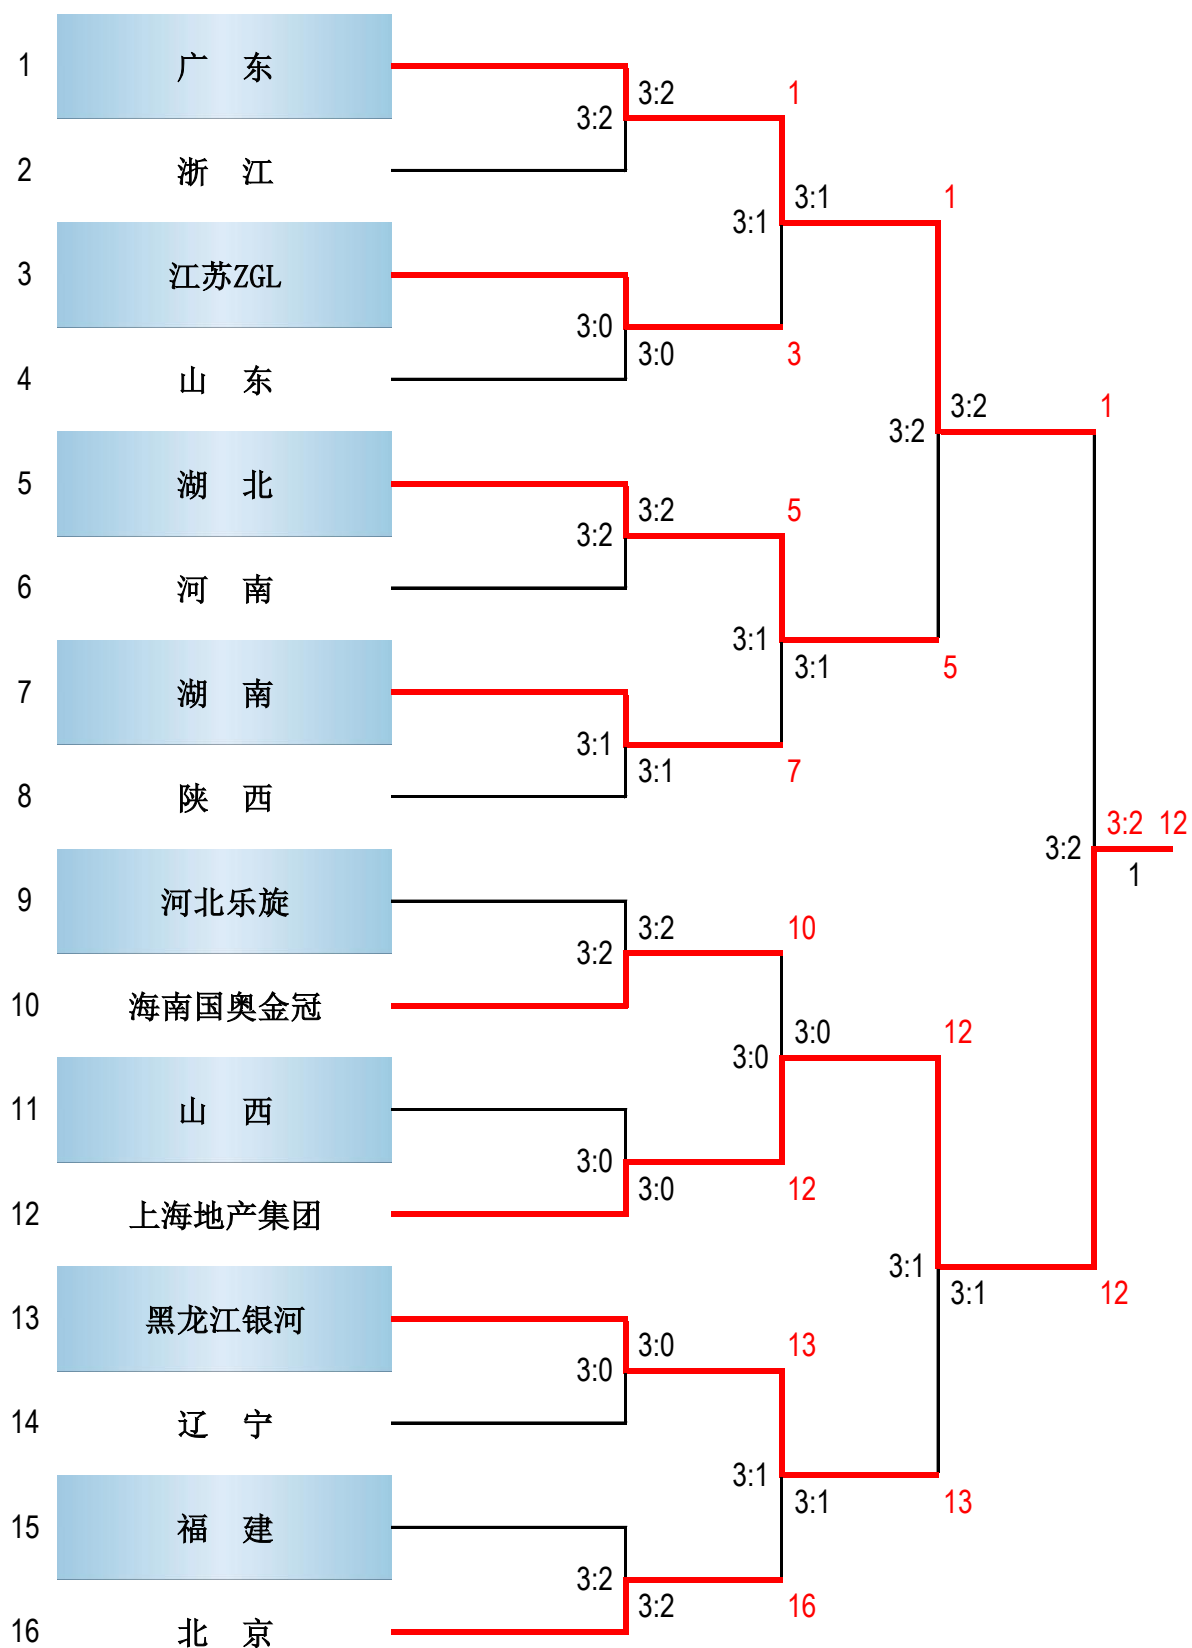 1 广 东
3:2 1
3:2
2 浙 江
3:1 1
3:1
3 江苏ZGL
3:0
3:0 3
4 山 东
3:2 1
3:2
5 湖 北
3:2 5
3:2
6 河 南
3:1
3:1 5
7 湖 南
3:1
3:1 7
8 陕 西
3:2 12
3:2
1
9 河北乐旋
3:2 10
3:2
10 海南国奥金冠
3:0 12
3:0
11 山 西
3:0
3:0 12
12 上海地产集团
3:1
3:1 12
13 黑龙江银河
3:0 13
3:0
14 辽 宁
3:1
3:1 13
15 福 建
3:2
3:2 16
16 北 京